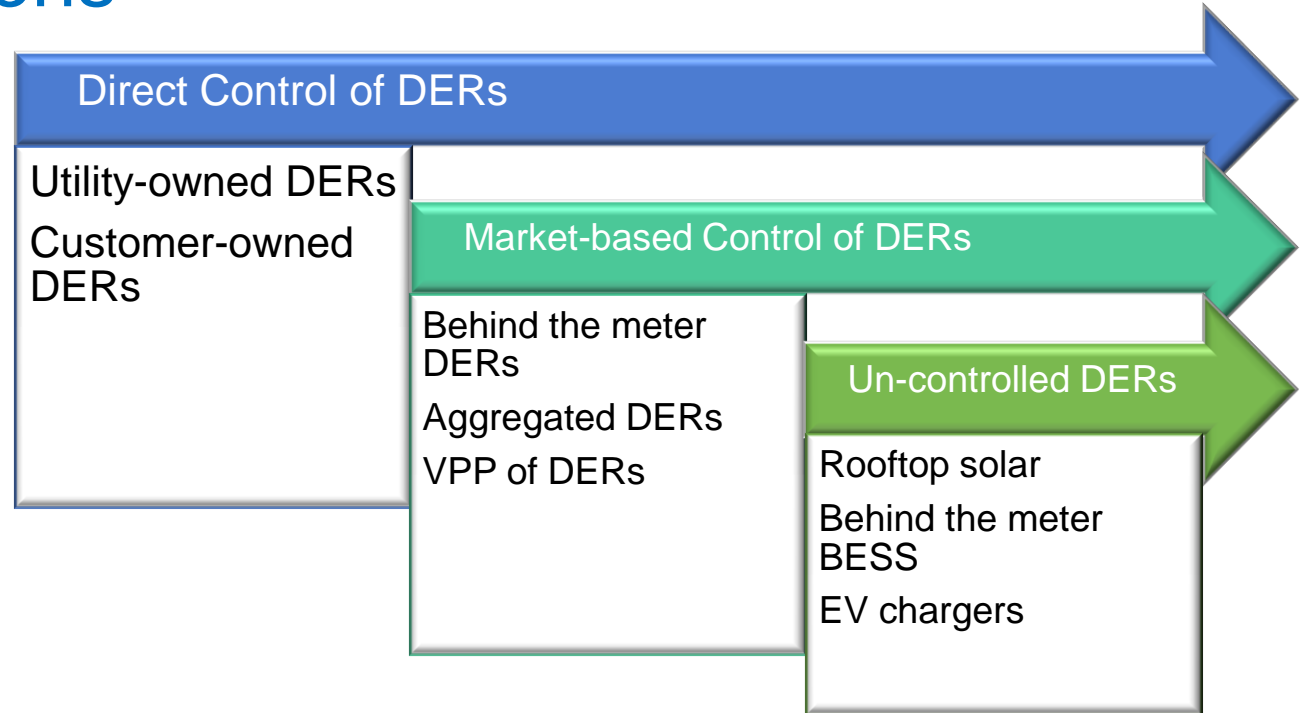 Direct Control of DERs
Utility-owned DERs
Customer-owned
DERs
Market-based Control of DERs
Behind the meter
DERs
Aggregated DERs
VPP of DERs
Un-controlled DERs
Rooftop solar
Behind the meter
BESS
EV chargers